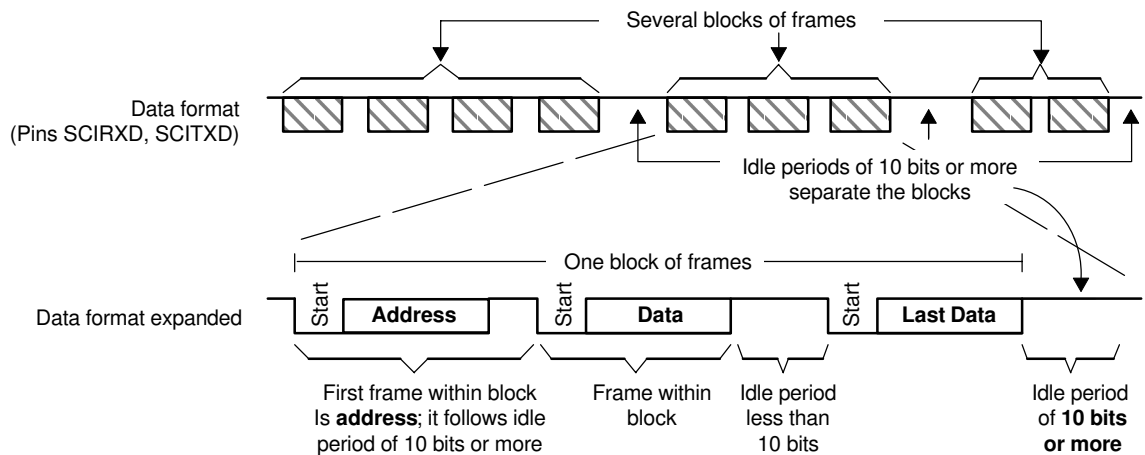 Several blocks of frames
Data format
(Pins SCIRXD, SCITXD)
Idle periods of 10 bits or more
separate the blocks
One block of frames
Data format expanded
Start
Address
Start
Data
Start
Last Data
First frame within block
Is address; it follows idle
period of 10 bits or more
Frame within
block
Idle period
less than
10 bits
Idle period
of 10 bits
or more